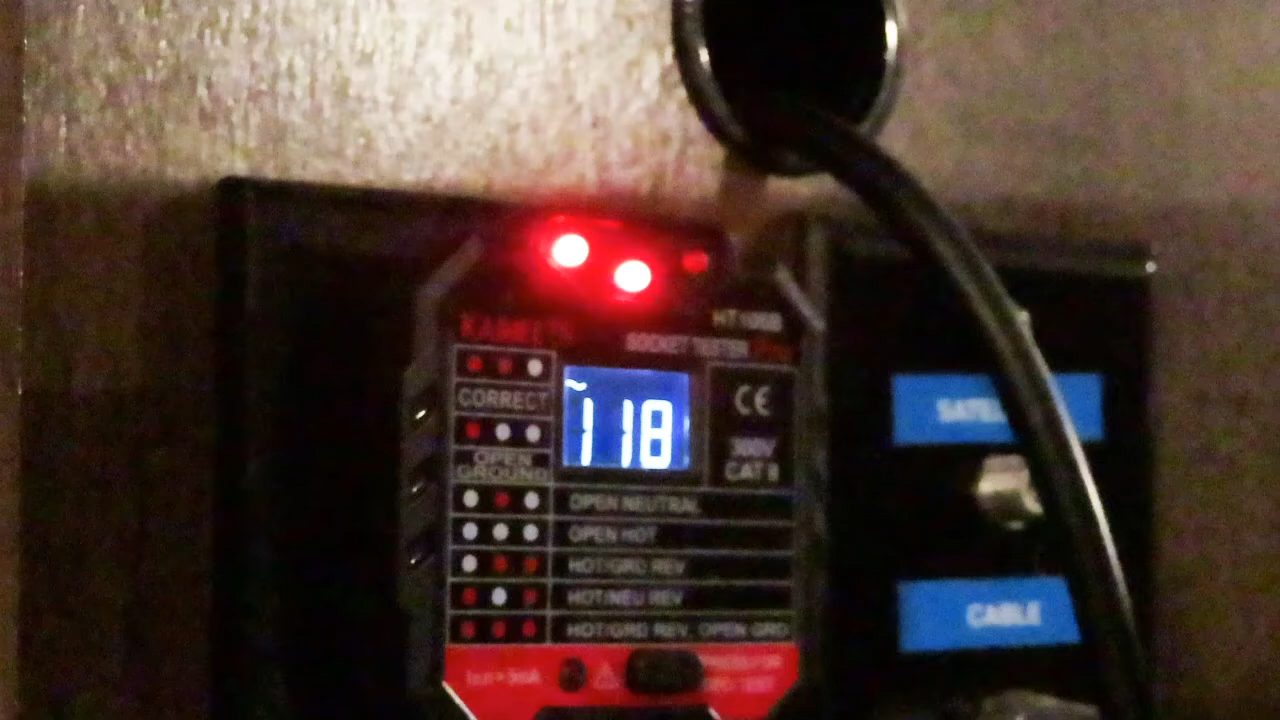 SOCKET TESTER
CORRECT
~
118
CE
300V
CAT II
OPEN
GROUND
OPEN NEUTRAL
OPEN HOT
HOT/GRD REV
HOT/NEU REV
HOT/GRD REV. OPEN GRD
CABLE